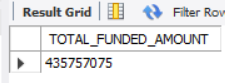 Result Grid Filter Row
TOTAL_FUNDED_AMOUNT
435757075